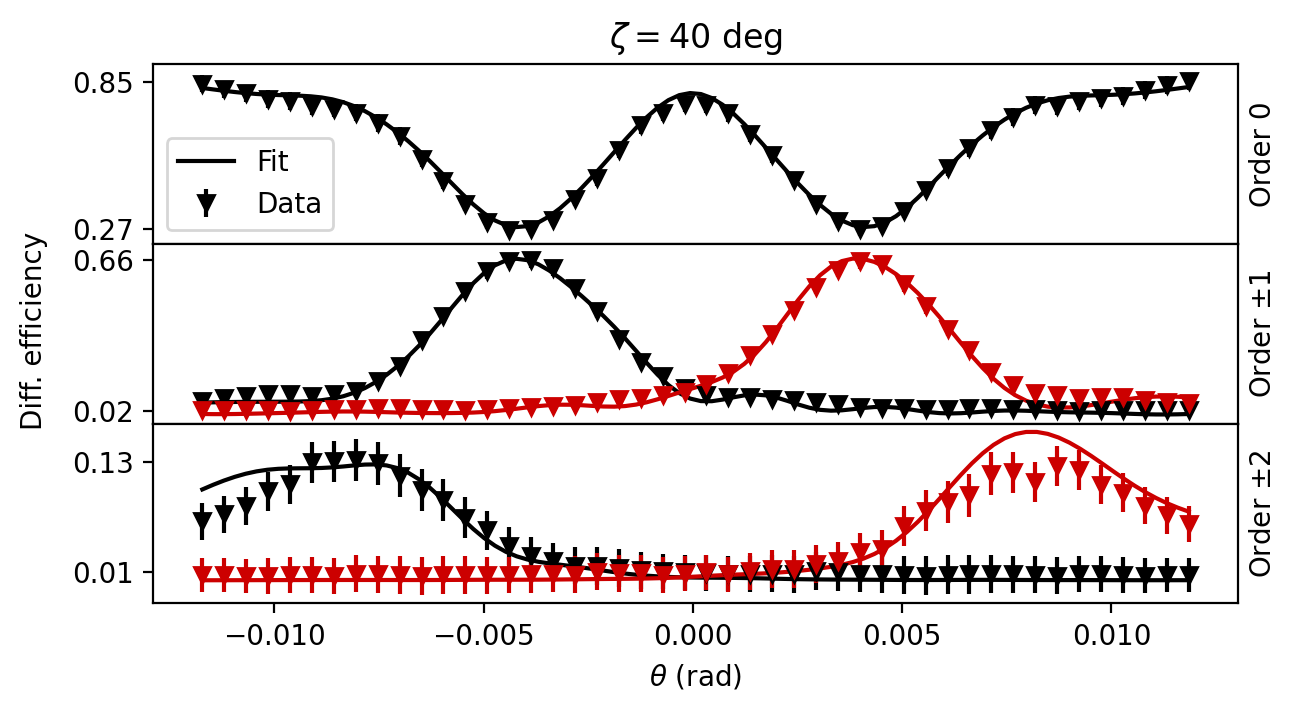 ζ = 40 deg
0.85
0.27
Fit
Data
Order 0
0.66
0.02
Order ±1
0.13
0.01
Order ±2
Diff. efficiency
−0.010
−0.005
0.000
0.005
0.010
θ (rad)